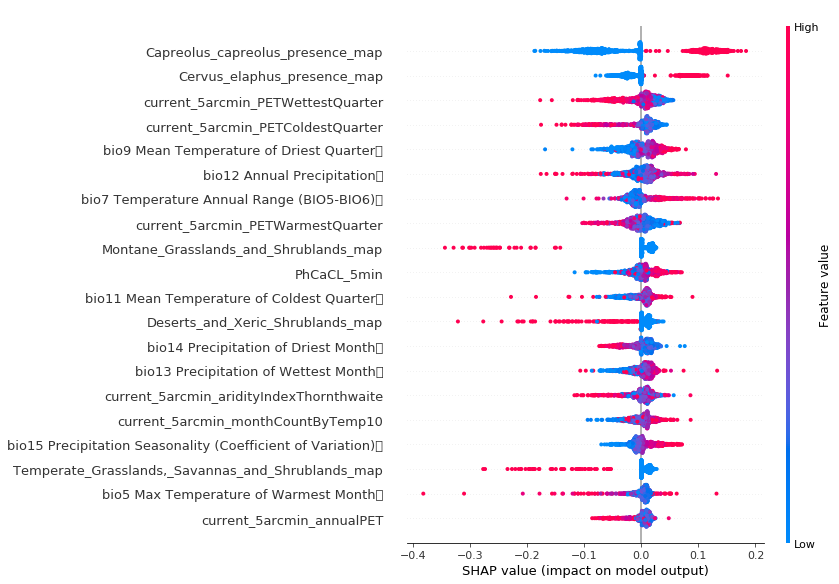 High
Capreolus_capreolus_presence_map
Cervus_elaphus_presence_map
current_5arcmin_PETWettestQuarter
current_5arcmin_PETColdestQuarter
bio9 Mean Temperature of Driest Quarter
bio12 Annual Precipitation
bio7 Temperature Annual Range (BIO5-BIO6)
current_5arcmin_PETWarmestQuarter
Montane_Grasslands_and_Shrublands_map
PhCaCL_5min
bio11 Mean Temperature of Coldest Quarter
Deserts_and_Xeric_Shrublands_map
bio14 Precipitation of Driest Month
bio13 Precipitation of Wettest Month
current_5arcmin_aridityIndexThornthwaite
current_5arcmin_monthCountByTemp10
bio15 Precipitation Seasonality (Coefficient of Variation)
Temperate_Grasslands,_Savannas_and_Shrublands_map
bio5 Max Temperature of Warmest Month
current_5arcmin_annualPET
Low
Feature value
−0.4 −0.3 −0.2 −0.1 0.0 0.1 0.2
SHAP value (impact on model output)